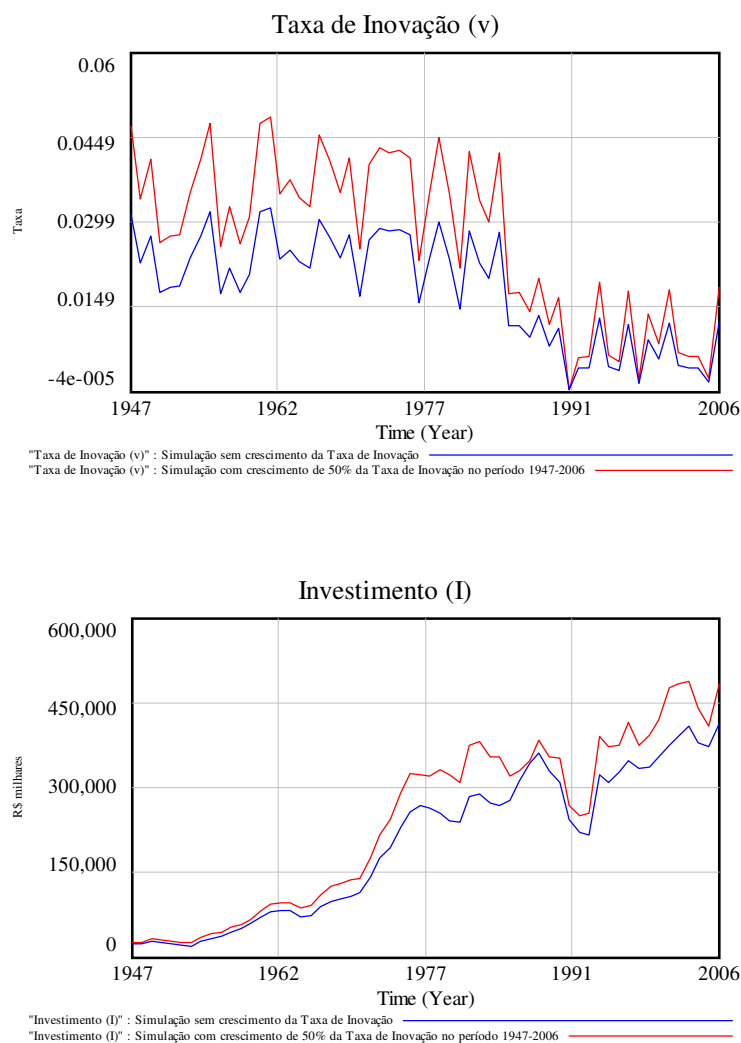 Taxa de Inovação (v)
0.06
0.0449
Taxa
0.0299
0.0149
-4e-005
1947 1962 1977 1991 2006
Time (Year)
"Taxa de Inovação (v)" : Simulação sem crescimento da Taxa de Inovação
"Taxa de Inovação (v)" : Simulação com crescimento de 50% da Taxa de Inovação no período 1947-2006
Investimento (I)
600,000
450,000
R$ milhares
300,000
150,000
0
1947 1962 1977 1991 2006
Time (Year)
"Investimento (I)" : Simulação sem crescimento da Taxa de Inovação
"Investimento (I)" : Simulação com crescimento de 50% da Taxa de Inovação no período 1947-2006